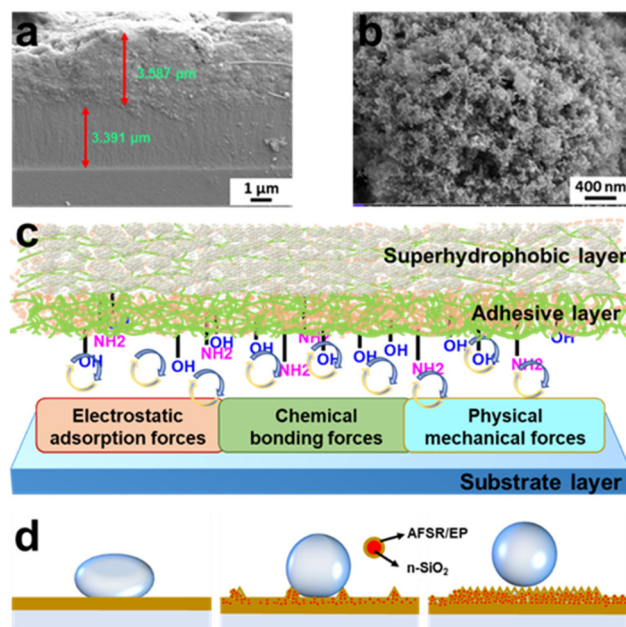 a
3.587 μm
3.391 μm
1 μm
b
400 nm
c
Superhydrophobic layer
Adhesive layer
NH2
OH
OH
NH2
OH
NH2
NH2
OH
OH
OH
OH
OH
NH2
OH
Electrostatic
adsorption forces
Chemical
bonding forces
Physical
mechanical forces
Substrate layer
d
AFSR/EP
n-SiO₂